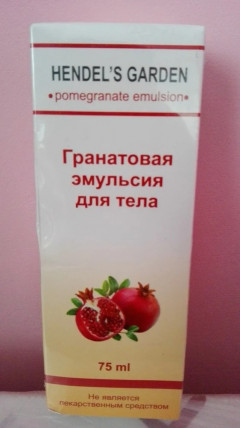 HENDEL'S GARDEN
•pomegranate emulsion•
Гранатовая
эмульсия
для тела
75 ml
Не является
лекарственным средством